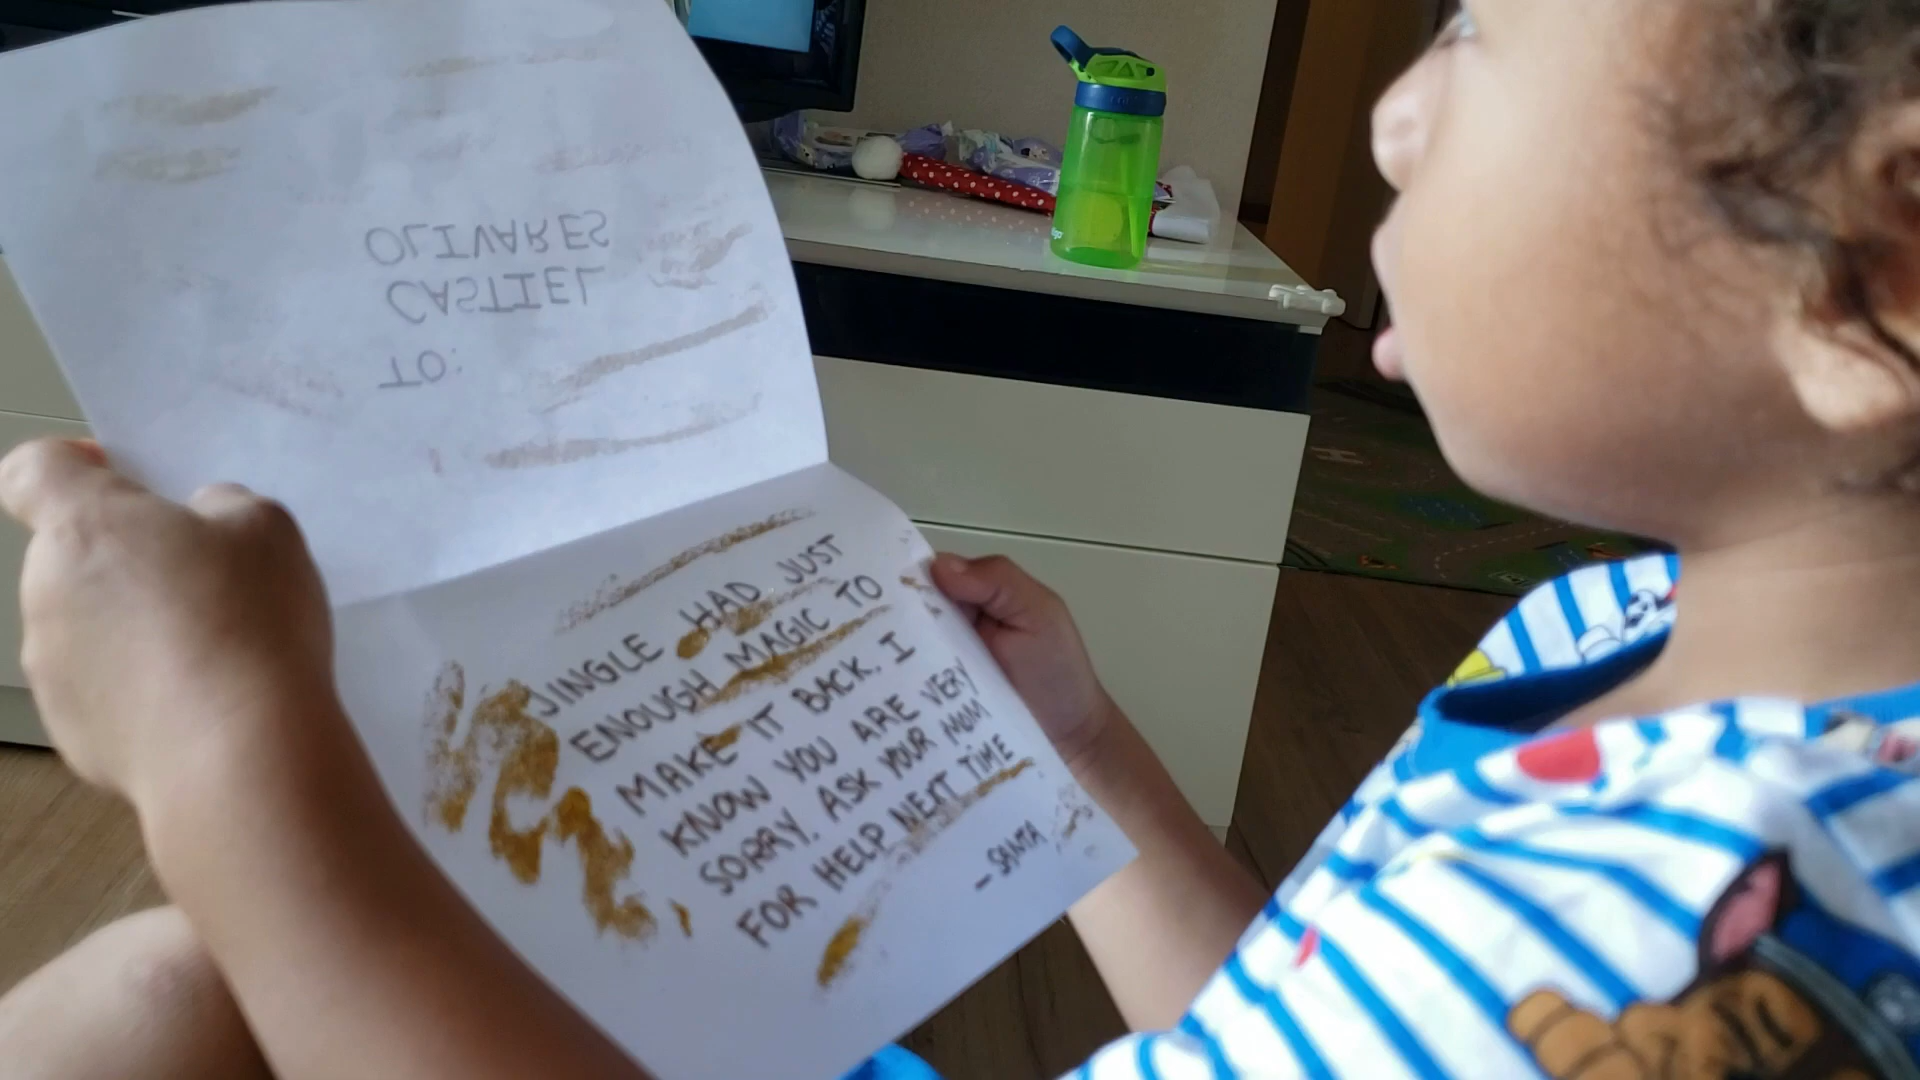 TO:
CASTIEL
OLIVARES
JINGLE HAD JUST
ENOUGH MAGIC TO
MAKE IT BACK. I
KNOW YOU ARE VERY
SORRY. ASK YOUR MOM
FOR HELP NEXT TIME
- SANTA